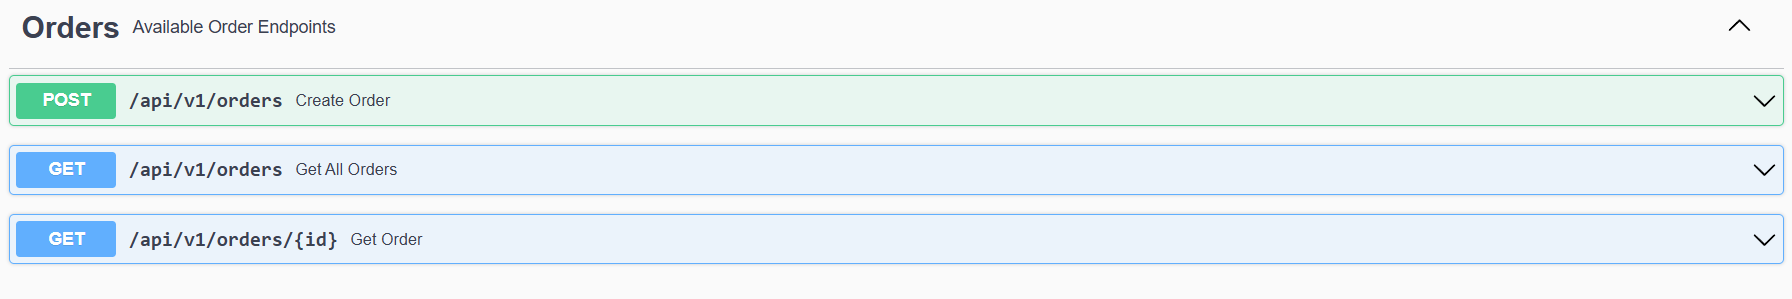 Orders Available Order Endpoints
POST /api/v1/orders Create Order
GET /api/v1/orders Get All Orders
GET /api/v1/orders/{id} Get Order